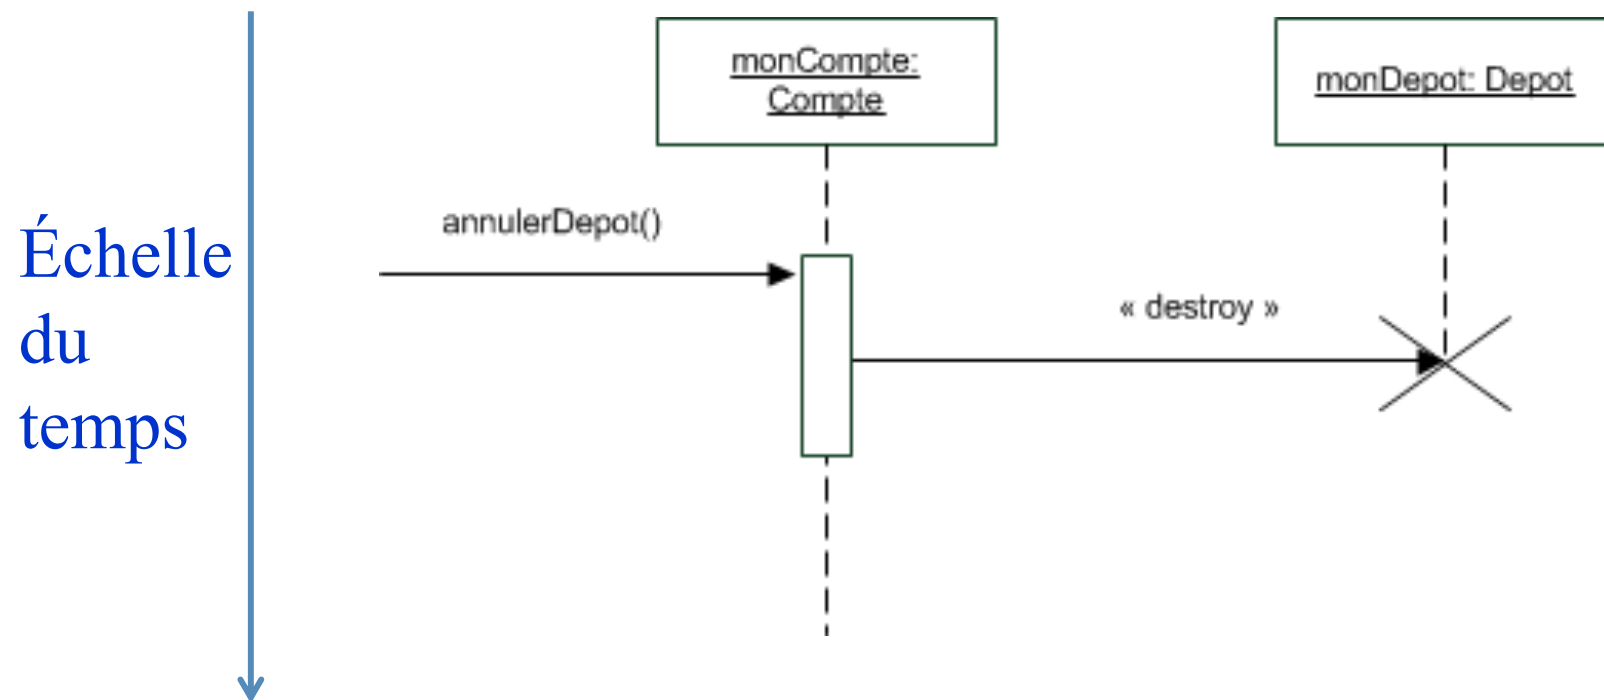 monCompte:
Compte
monDepot: Depot
annulerDepot()
Échelle
du
temps
« destroy »